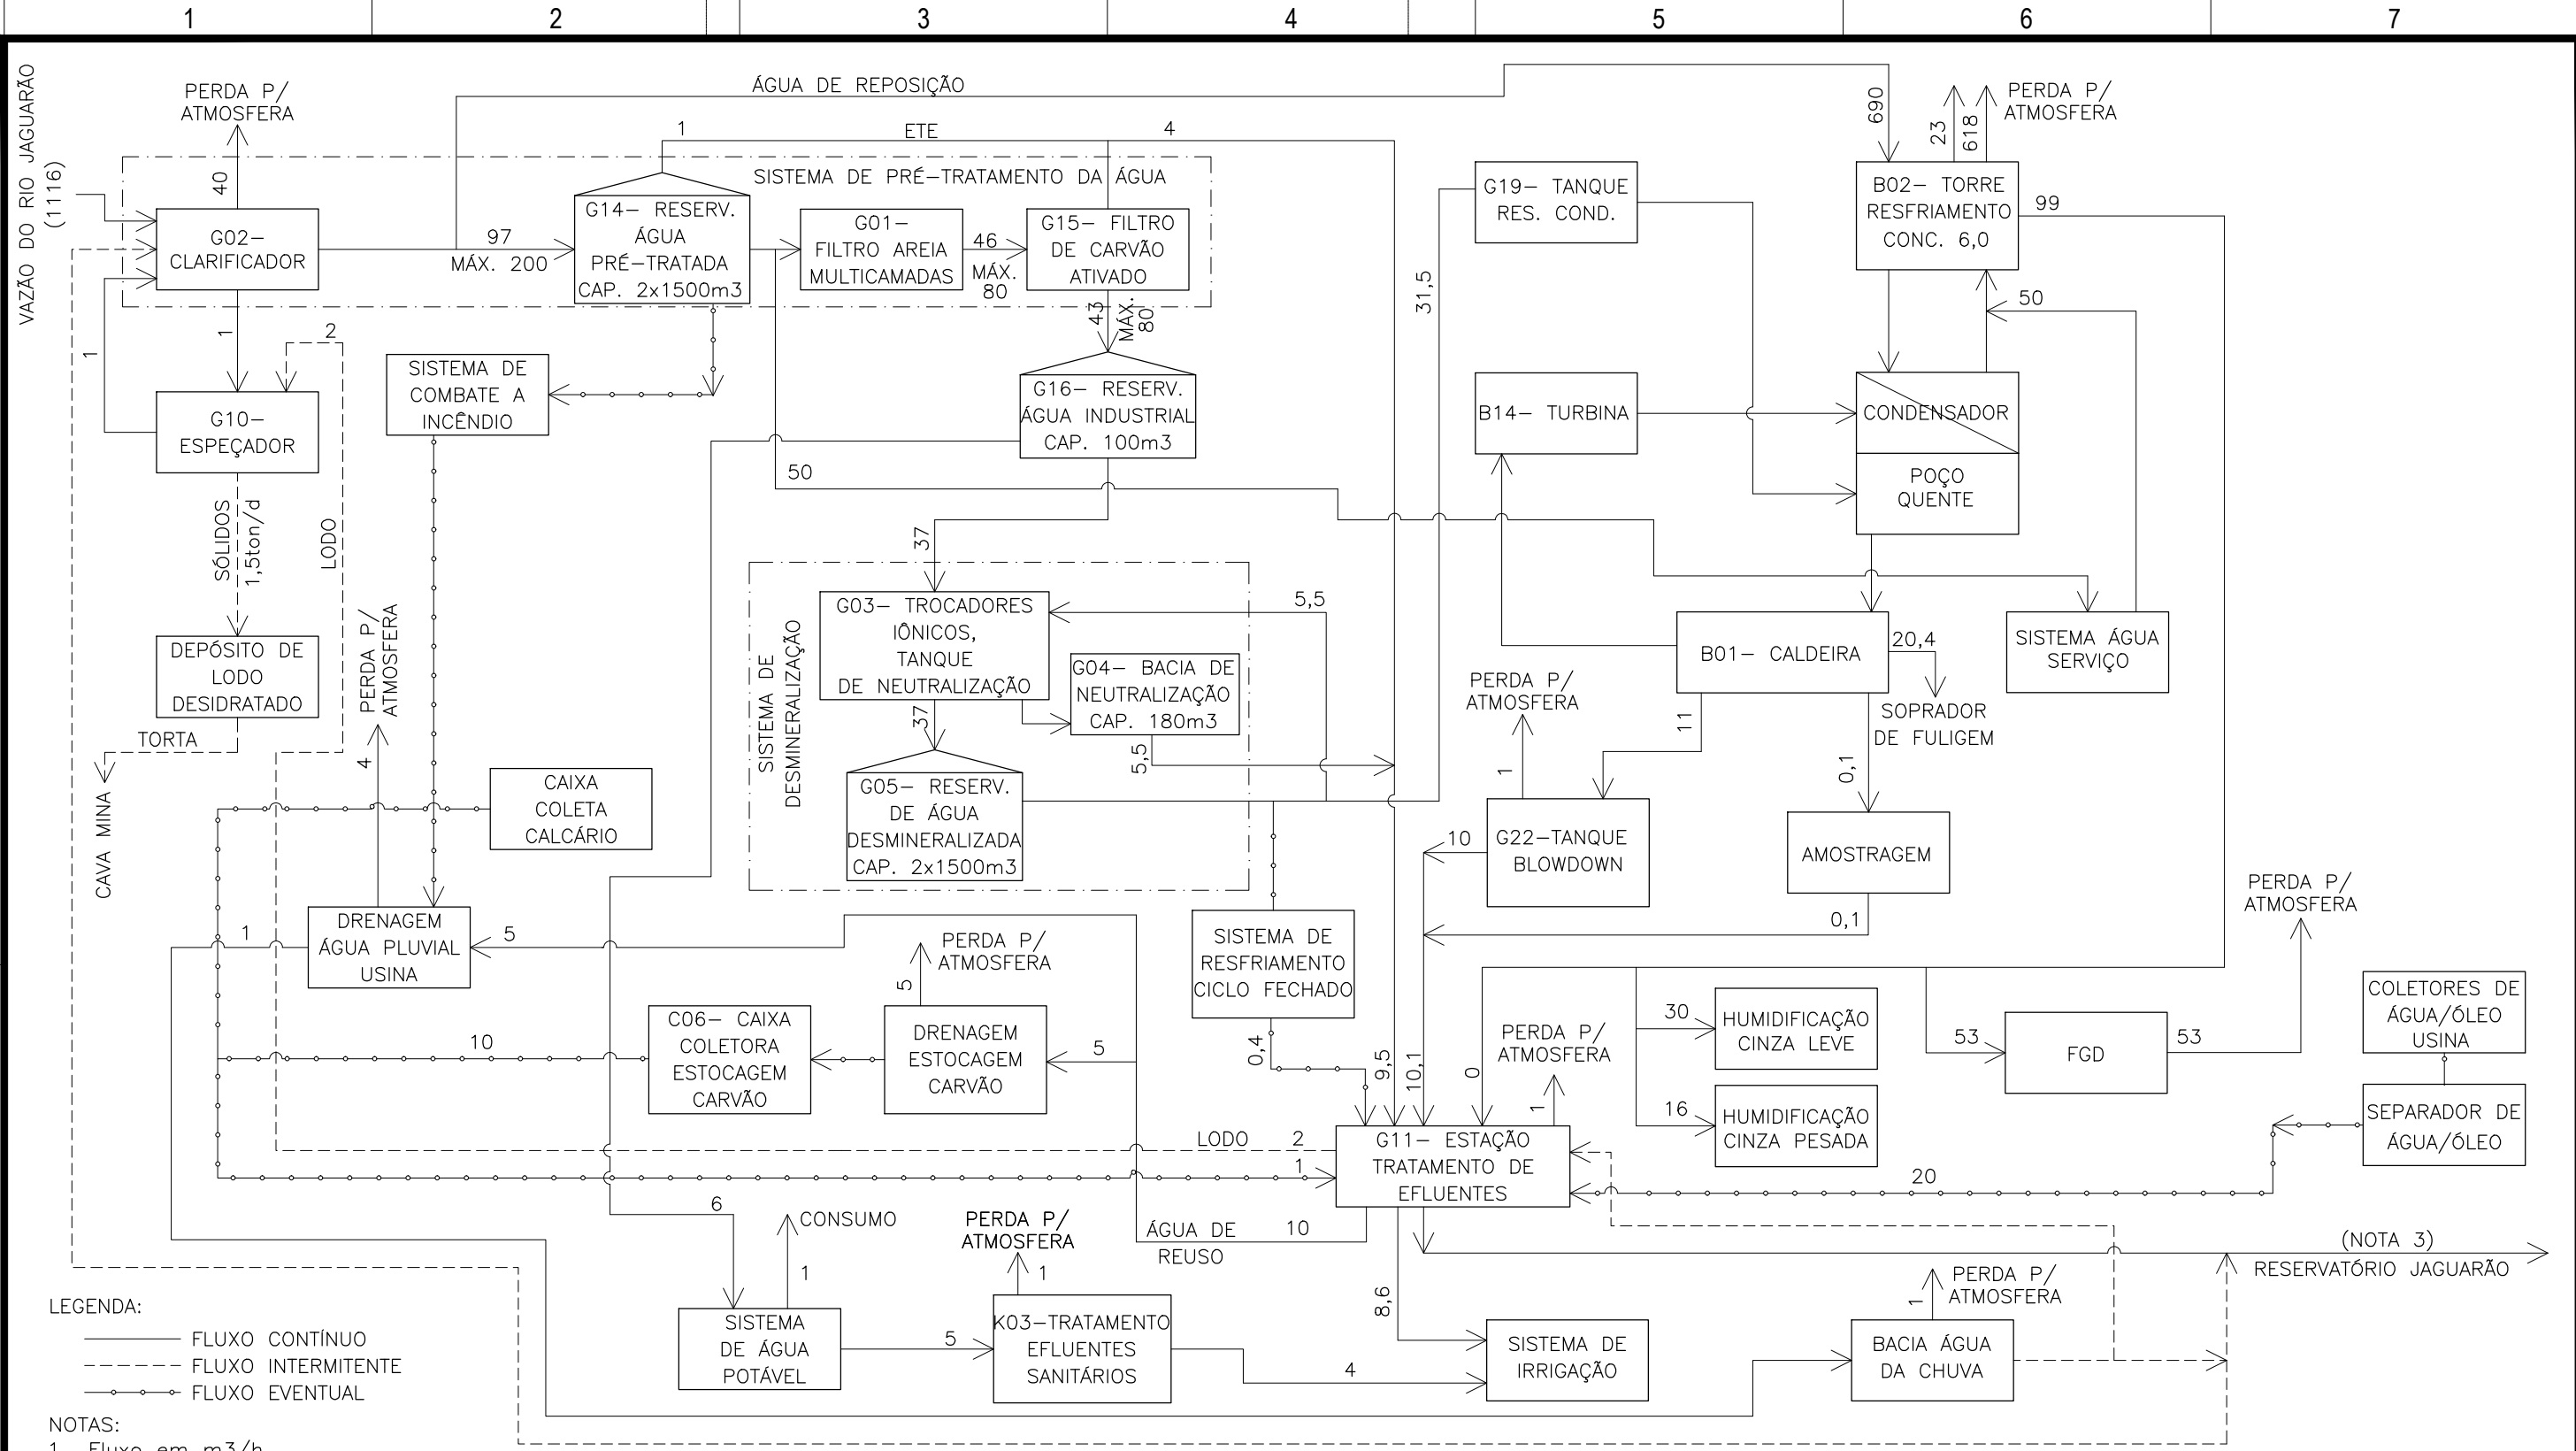 1
2
3
4
5
6
7
VAZÃO DO RIO JAGUARÃO
(1116)
PERDA P/
ATMOSFERA
40
ÁGUA DE REPOSIÇÃO
1
ETE
4
690
23
618
PERDA P/
ATMOSFERA
SISTEMA DE PRÉ-TRATAMENTO DA ÁGUA
G02-
CLARIFICADOR
97
MÁX. 200
G14- RESERV.
ÁGUA
PRÉ-TRATADA
CAP. 2x1500m3
G01-
FILTRO AREIA
MULTICAMADAS
46
MÁX.
80
G15- FILTRO
DE CARVÃO
ATIVADO
43
MÁX.
80
G19- TANQUE
RES. COND.
31,5
B02- TORRE
RESFRIAMENTO
CONC. 6,0
99
50
1
1
2
G10-
ESPEÇADOR
SISTEMA DE
COMBATE A
INCÊNDIO
G16- RESERV.
ÁGUA INDUSTRIAL
CAP. 100m3
50
B14- TURBINA
CONDENSADOR
POÇO
QUENTE
SÓLIDOS
1,5ton/d
LODO
37
DEPÓSITO DE
LODO
DESIDRATADO
TORTA
CAVA MINA
PERDA P/
ATMOSFERA
4
SISTEMA DE
DESMINERALIZAÇÃO
G03- TROCADORES
IÔNICOS,
TANQUE
DE NEUTRALIZAÇÃO
5,5
G04- BACIA DE
NEUTRALIZAÇÃO
CAP. 180m3
37
5,5
G05- RESERV.
DE ÁGUA
DESMINERALIZADA
CAP. 2x1500m3
B01- CALDEIRA
20,4
SOPRADOR
DE FULIGEM
SISTEMA ÁGUA
SERVIÇO
PERDA P/
ATMOSFERA
1
11
0,1
CAIXA
COLETA
CALCÁRIO
10
G22-TANQUE
BLOWDOWN
AMOSTRAGEM
0,1
DRENAGEM
ÁGUA PLUVIAL
USINA
1
5
PERDA P/
ATMOSFERA
5
SISTEMA DE
RESFRIAMENTO
CICLO FECHADO
0,4
PERDA P/
ATMOSFERA
10
C06- CAIXA
COLETORA
ESTOCAGEM
CARVÃO
DRENAGEM
ESTOCAGEM
CARVÃO
5
9,5
10,1
0
PERDA P/
ATMOSFERA
1
30
HUMIDIFICAÇÃO
CINZA LEVE
16
HUMIDIFICAÇÃO
CINZA PESADA
53
FGD
53
COLETORES DE
ÁGUA/ÓLEO
USINA
SEPARADOR DE
ÁGUA/ÓLEO
LODO
2
1
G11- ESTAÇÃO
TRATAMENTO DE
EFLUENTES
20
6
CONSUMO
1
PERDA P/
ATMOSFERA
1
ÁGUA DE
REUSO
10
8,6
(NOTA 3)
RESERVATÓRIO JAGUARÃO
PERDA P/
ATMOSFERA
1
SISTEMA
DE ÁGUA
POTÁVEL
5
K03-TRATAMENTO
EFLUENTES
SANITÁRIOS
4
SISTEMA DE
IRRIGAÇÃO
BACIA ÁGUA
DA CHUVA
LEGENDA:
FLUXO CONTÍNUO
FLUXO INTERMITENTE
FLUXO EVENTUAL
NOTAS:
1. Fluxo em m3/h